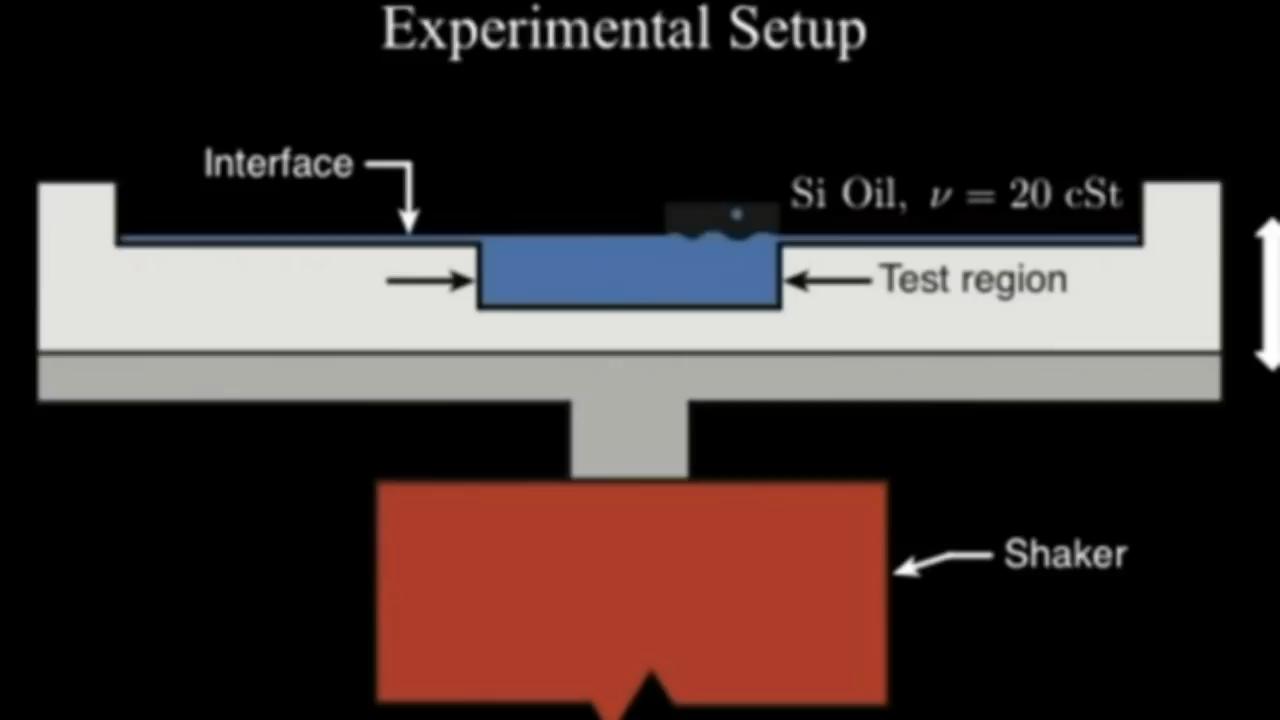 Experimental Setup
Interface
Si Oil, ν = 20 cSt
Test region
Shaker